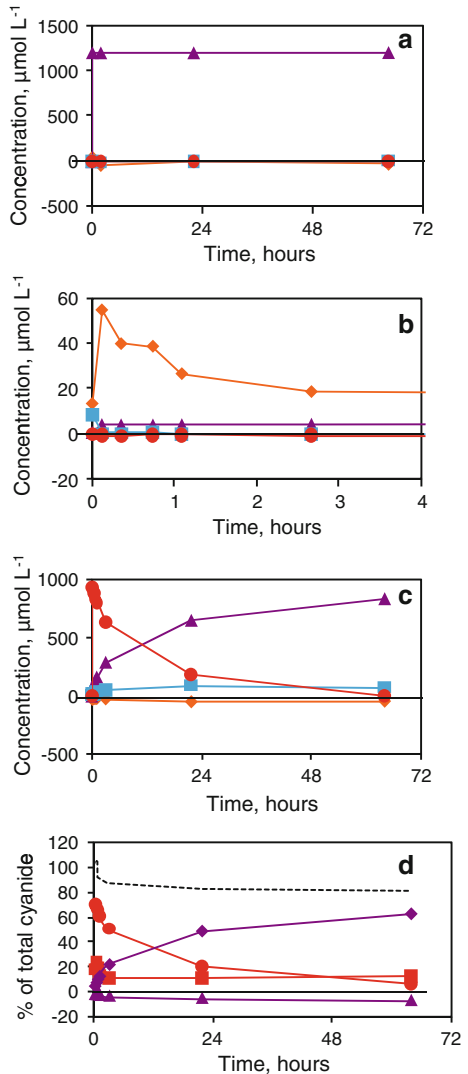 a
Concentration, µmol L⁻¹
1500
1000
500
0
-500
0 24 48 72
Time, hours
b
Concentration, µmol L⁻¹
60
40
20
0
-20
0 1 2 3 4
Time, hours
c
Concentration, µmol L⁻¹
1000
500
0
-500
0 24 48 72
Time, hours
d
% of total cyanide
120
100
80
60
40
20
0
-20
0 24 48 72
Time, hours